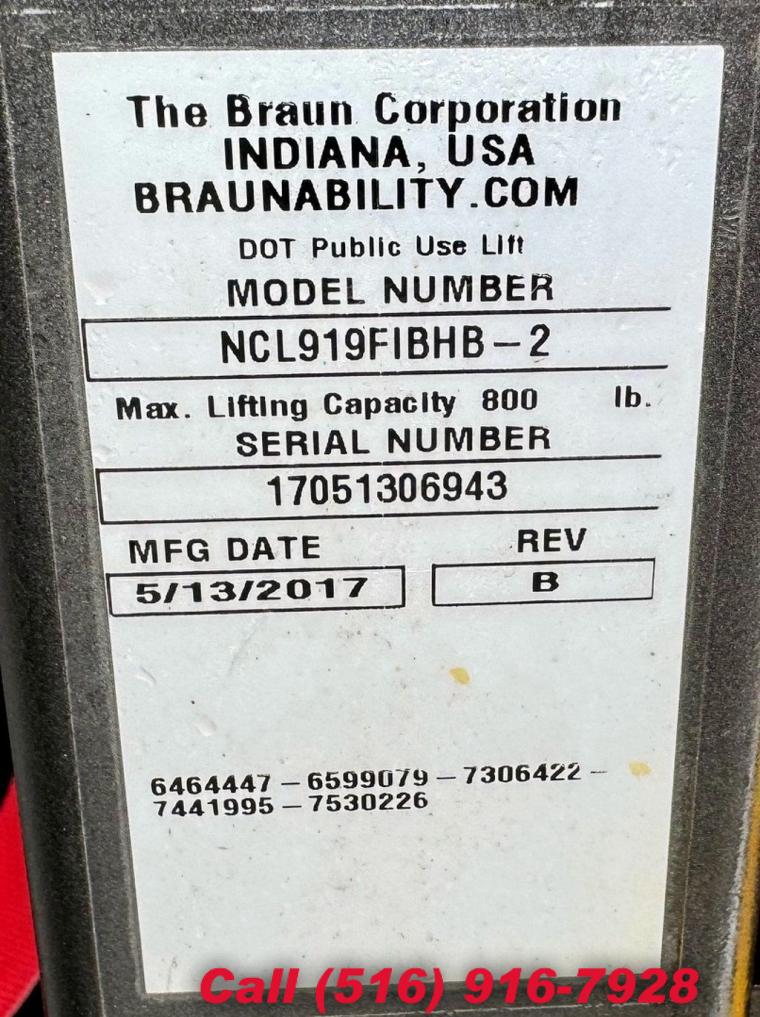 The Braun Corporation
INDIANA, USA
BRAUNABILITY.COM
DOT Public Use Lift
MODEL NUMBER
NCL919FIBHB-2
Max. Lifting Capacity 800 lb.
SERIAL NUMBER
17051306943
MFG DATE REV
5/13/2017 B
6464447-6599079-7306422-
7441995-7530226
Call (516) 916-7928